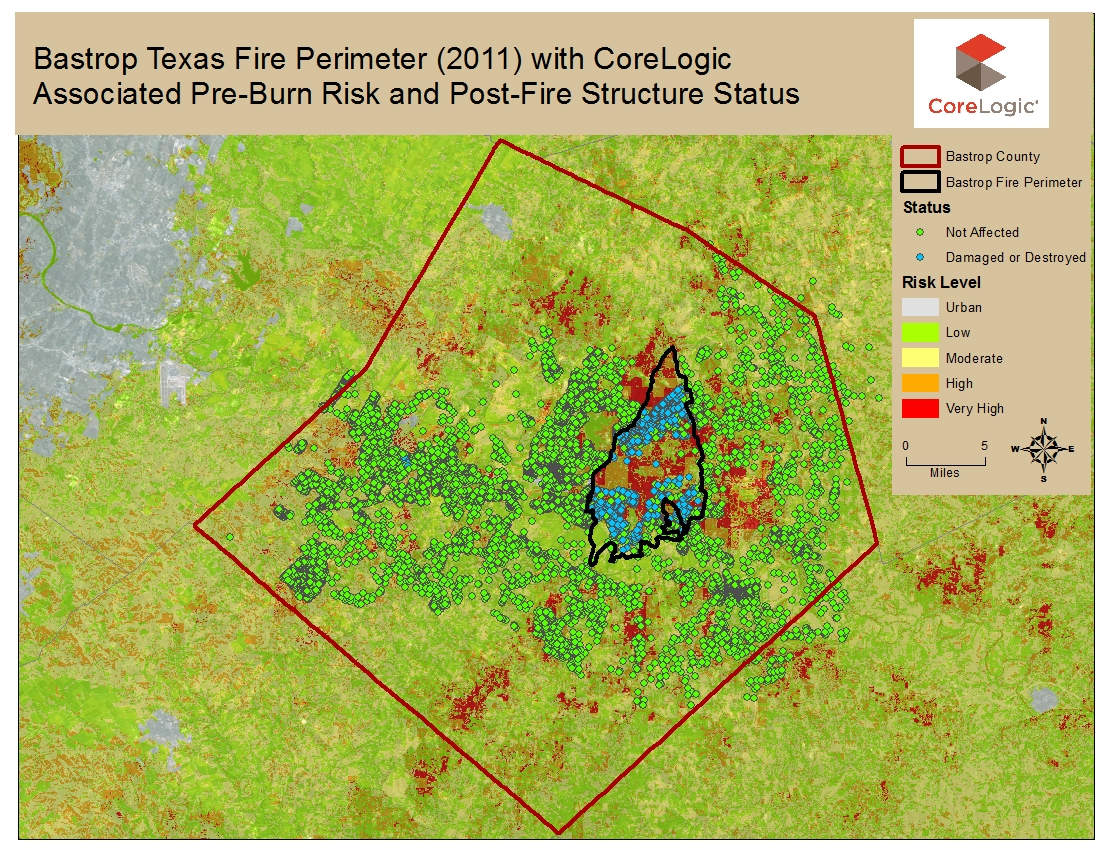 Bastrop Texas Fire Perimeter (2011) with CoreLogic
Associated Pre-Burn Risk and Post-Fire Structure Status
CoreLogic
Bastrop County
Bastrop Fire Perimeter
Status
Not Affected
Damaged or Destroyed
Risk Level
Urban
Low
Moderate
High
Very High
N
W E
S
0 5
Miles